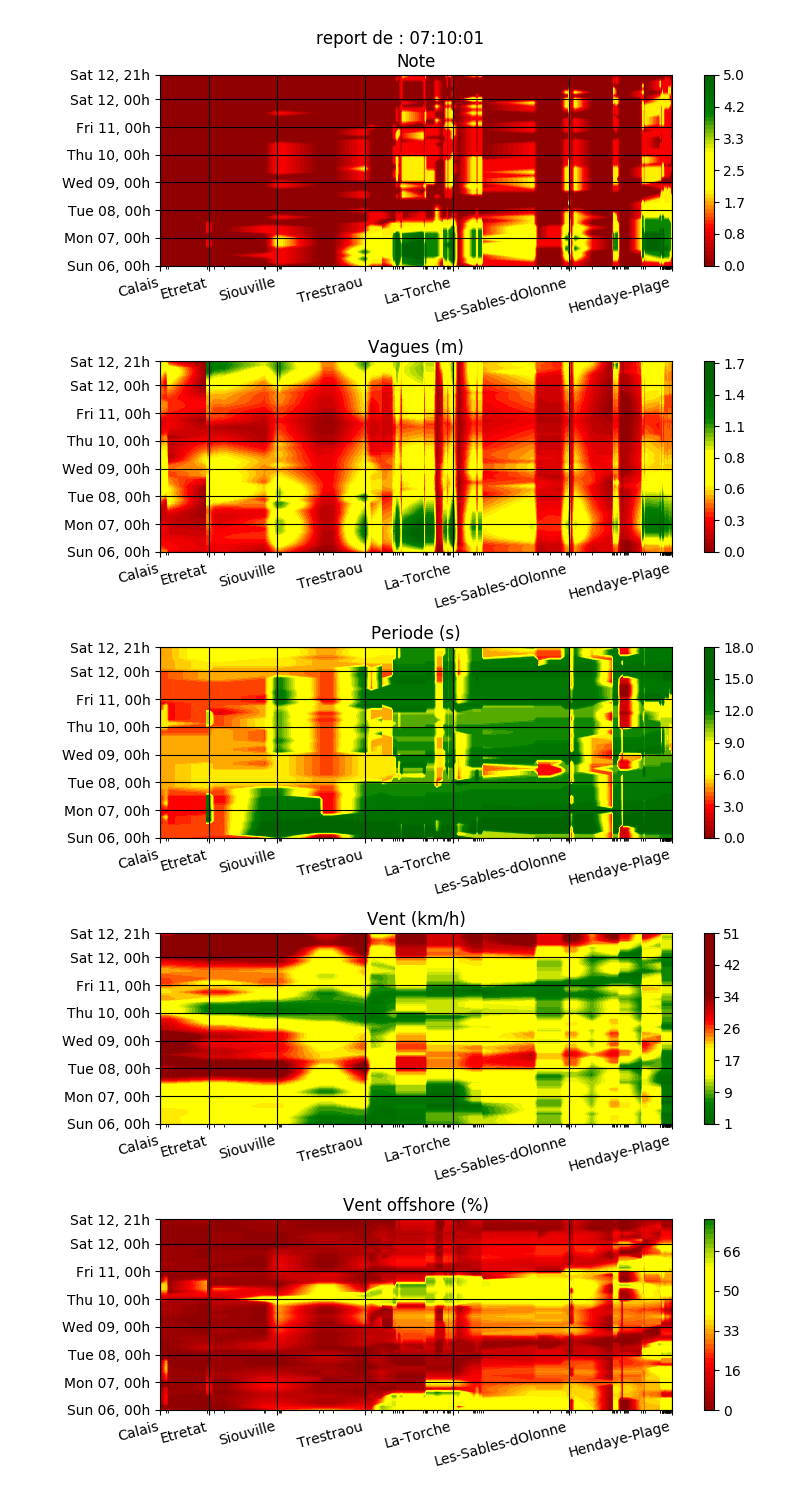 report de : 07:10:01
Note
Sat 12, 21h
Sat 12, 00h
Fri 11, 00h
Thu 10, 00h
Wed 09, 00h
Tue 08, 00h
Mon 07, 00h
Sun 06, 00h
5.0
4.2
3.3
2.5
1.7
0.8
0.0
Calais
Etretat
Siouville
Trestraou
La-Torche
Les-Sables-dOlonne
Hendaye-Plage
Vagues (m)
Sat 12, 21h
Sat 12, 00h
Fri 11, 00h
Thu 10, 00h
Wed 09, 00h
Tue 08, 00h
Mon 07, 00h
Sun 06, 00h
1.7
1.4
1.1
0.8
0.6
0.3
0.0
Calais
Etretat
Siouville
Trestraou
La-Torche
Les-Sables-dOlonne
Hendaye-Plage
Periode (s)
Sat 12, 21h
Sat 12, 00h
Fri 11, 00h
Thu 10, 00h
Wed 09, 00h
Tue 08, 00h
Mon 07, 00h
Sun 06, 00h
18.0
15.0
12.0
9.0
6.0
3.0
0.0
Calais
Etretat
Siouville
Trestraou
La-Torche
Les-Sables-dOlonne
Hendaye-Plage
Vent (km/h)
Sat 12, 21h
Sat 12, 00h
Fri 11, 00h
Thu 10, 00h
Wed 09, 00h
Tue 08, 00h
Mon 07, 00h
Sun 06, 00h
51
42
34
26
17
9
1
Calais
Etretat
Siouville
Trestraou
La-Torche
Les-Sables-dOlonne
Hendaye-Plage
Vent offshore (%)
Sat 12, 21h
Sat 12, 00h
Fri 11, 00h
Thu 10, 00h
Wed 09, 00h
Tue 08, 00h
Mon 07, 00h
Sun 06, 00h
66
50
33
16
0
Calais
Etretat
Siouville
Trestraou
La-Torche
Les-Sables-dOlonne
Hendaye-Plage